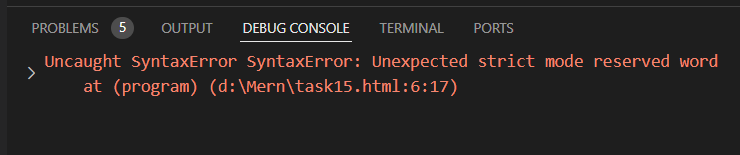 PROBLEMS 5 OUTPUT DEBUG CONSOLE TERMINAL PORTS
Uncaught SyntaxError SyntaxError: Unexpected strict mode reserved word
at (program) (d:\Mern\task15.html:6:17)